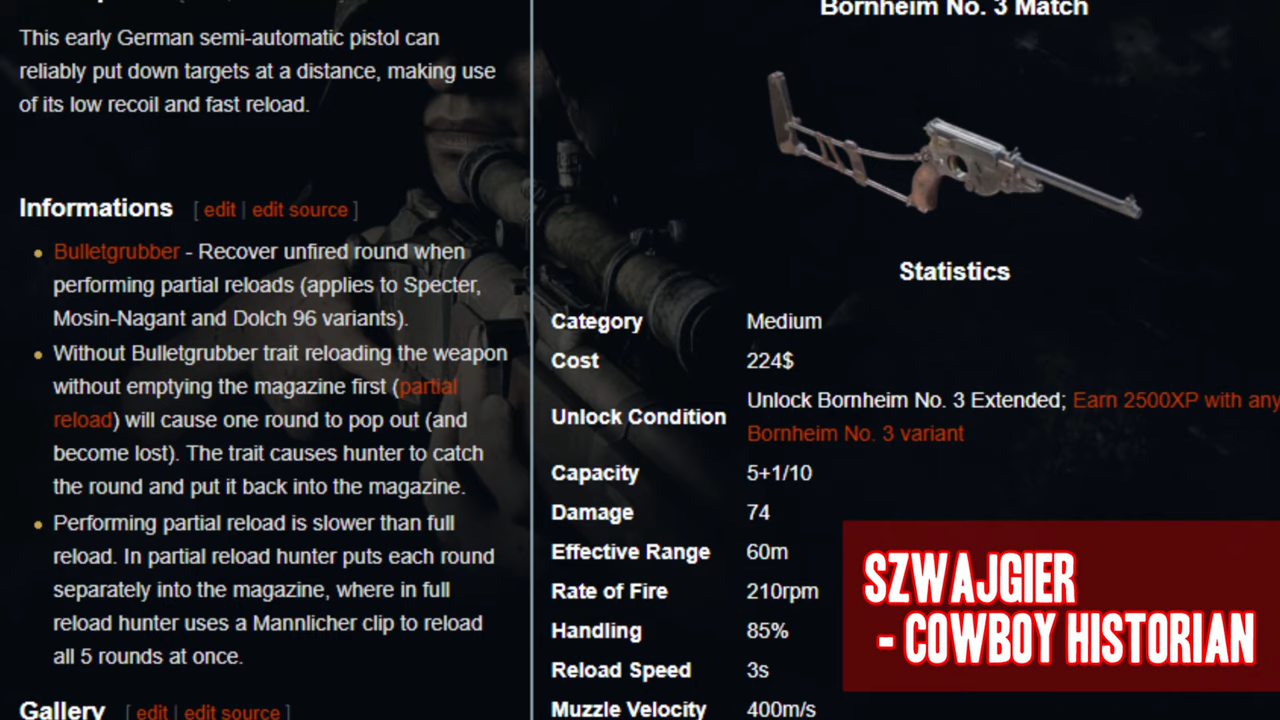 This early German semi-automatic pistol can
reliably put down targets at a distance, making use
of its low recoil and fast reload.
Informations [ edit | edit source ]
Bulletgrubber - Recover unfired round when
performing partial reloads (applies to Specter,
Mosin-Nagant and Dolch 96 variants).
Without Bulletgrubber trait reloading the weapon
without emptying the magazine first (partial
reload) will cause one round to pop out (and
become lost). The trait causes hunter to catch
the round and put it back into the magazine.
Performing partial reload is slower than full
reload. In partial reload hunter puts each round
separately into the magazine, where in full
reload hunter uses a Mannlicher clip to reload
all 5 rounds at once.
Gallery [ edit | edit source ]
Bornheim No. 3 Match
Statistics
Category Medium
Cost 224$
Unlock Condition Unlock Bornheim No. 3 Extended; Earn 2500XP with any
Bornheim No. 3 variant
Capacity 5+1/10
Damage 74
Effective Range 60m
Rate of Fire 210rpm
Handling 85%
Reload Speed 3s
Muzzle Velocity 400m/s
SZWAJGIER
- COWBOY HISTORIAN